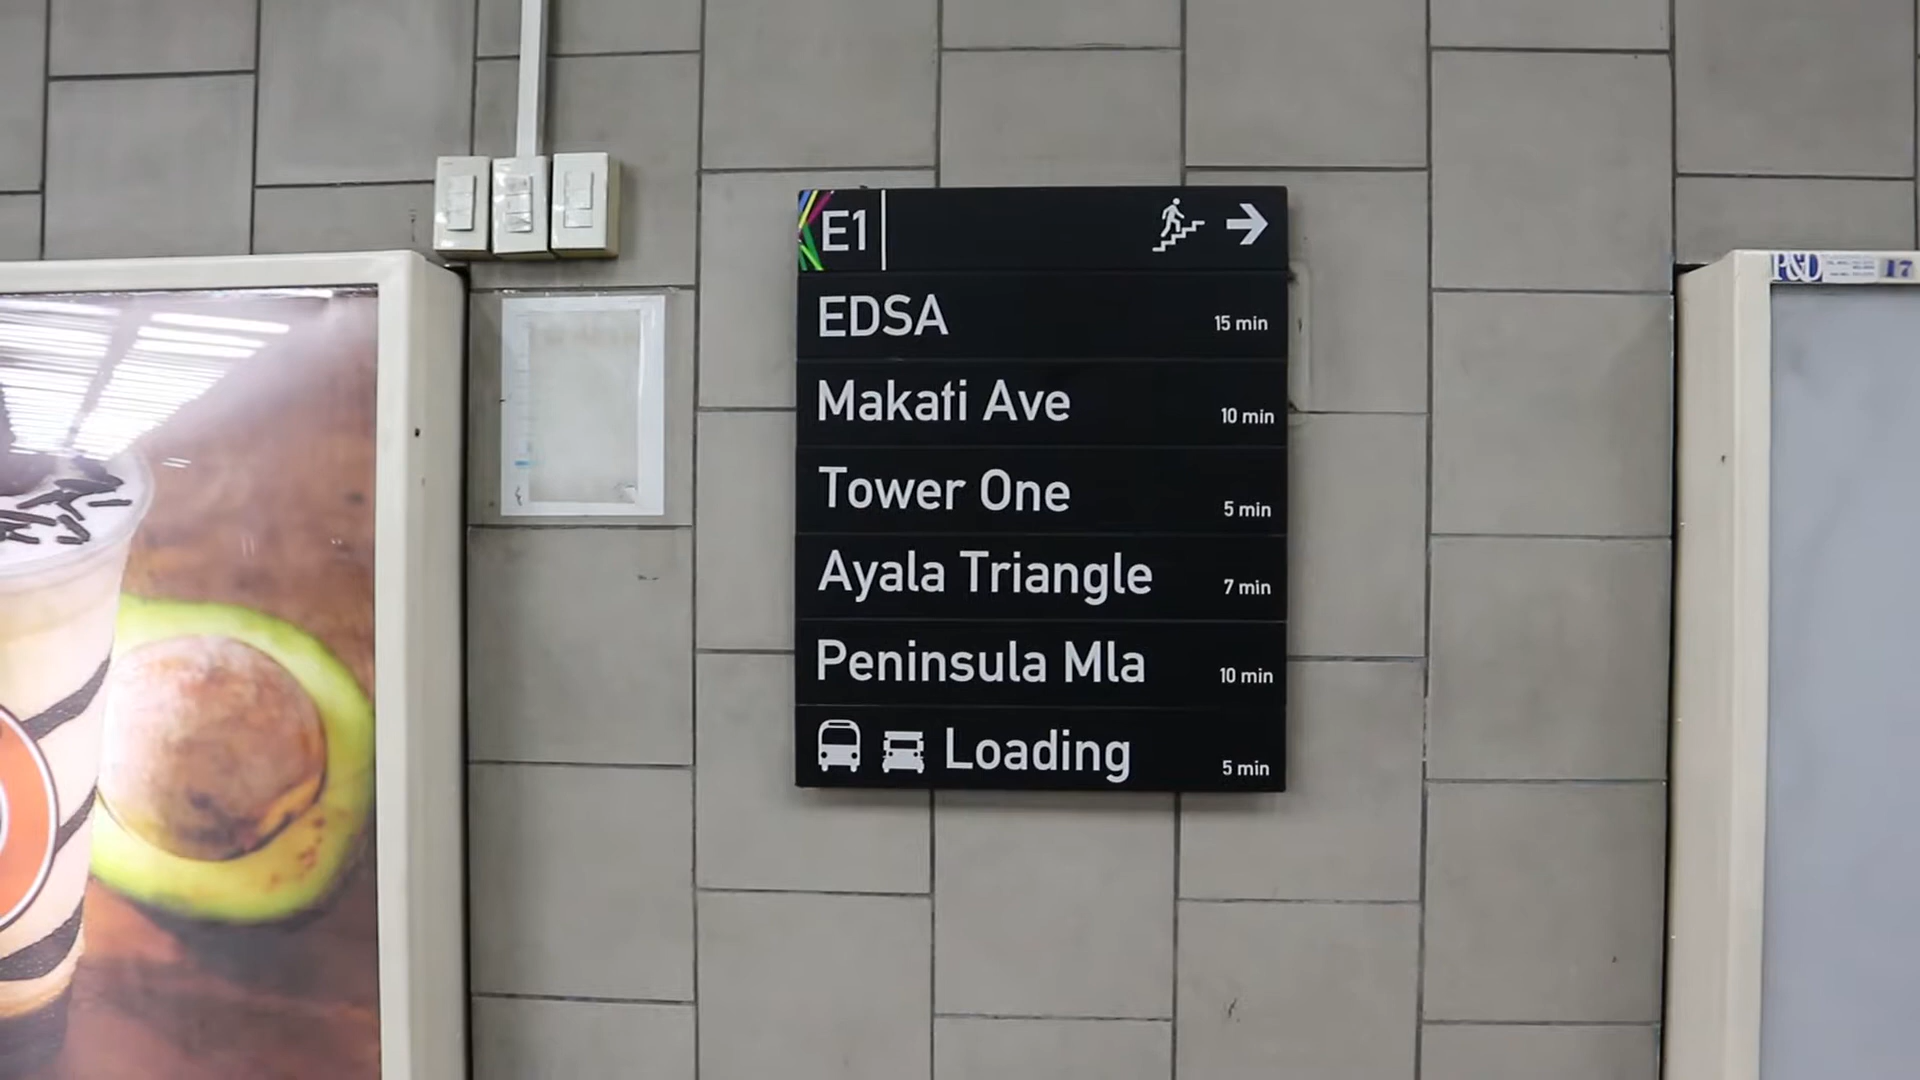 E1
EDSA 15 min
Makati Ave 10 min
Tower One 5 min
Ayala Triangle 7 min
Peninsula Mla 10 min
Loading 5 min
P&D
17